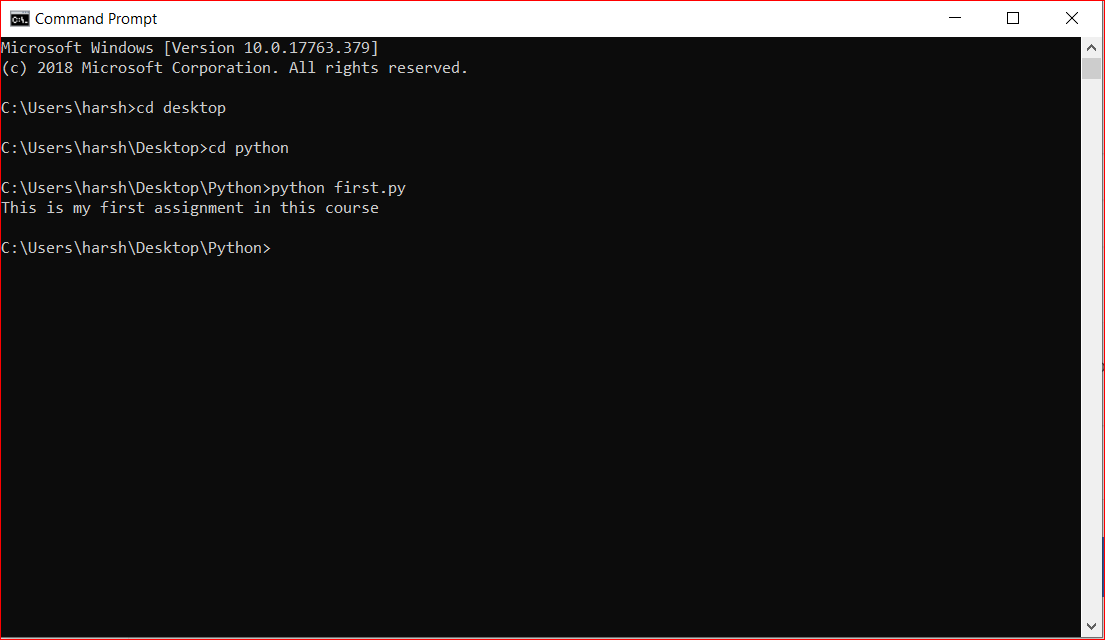 Command Prompt
Microsoft Windows [Version 10.0.17763.379]
(c) 2018 Microsoft Corporation. All rights reserved.
C:\Users\harsh>cd desktop
C:\Users\harsh\Desktop>cd python
C:\Users\harsh\Desktop\Python>python first.py
This is my first assignment in this course
C:\Users\harsh\Desktop\Python>